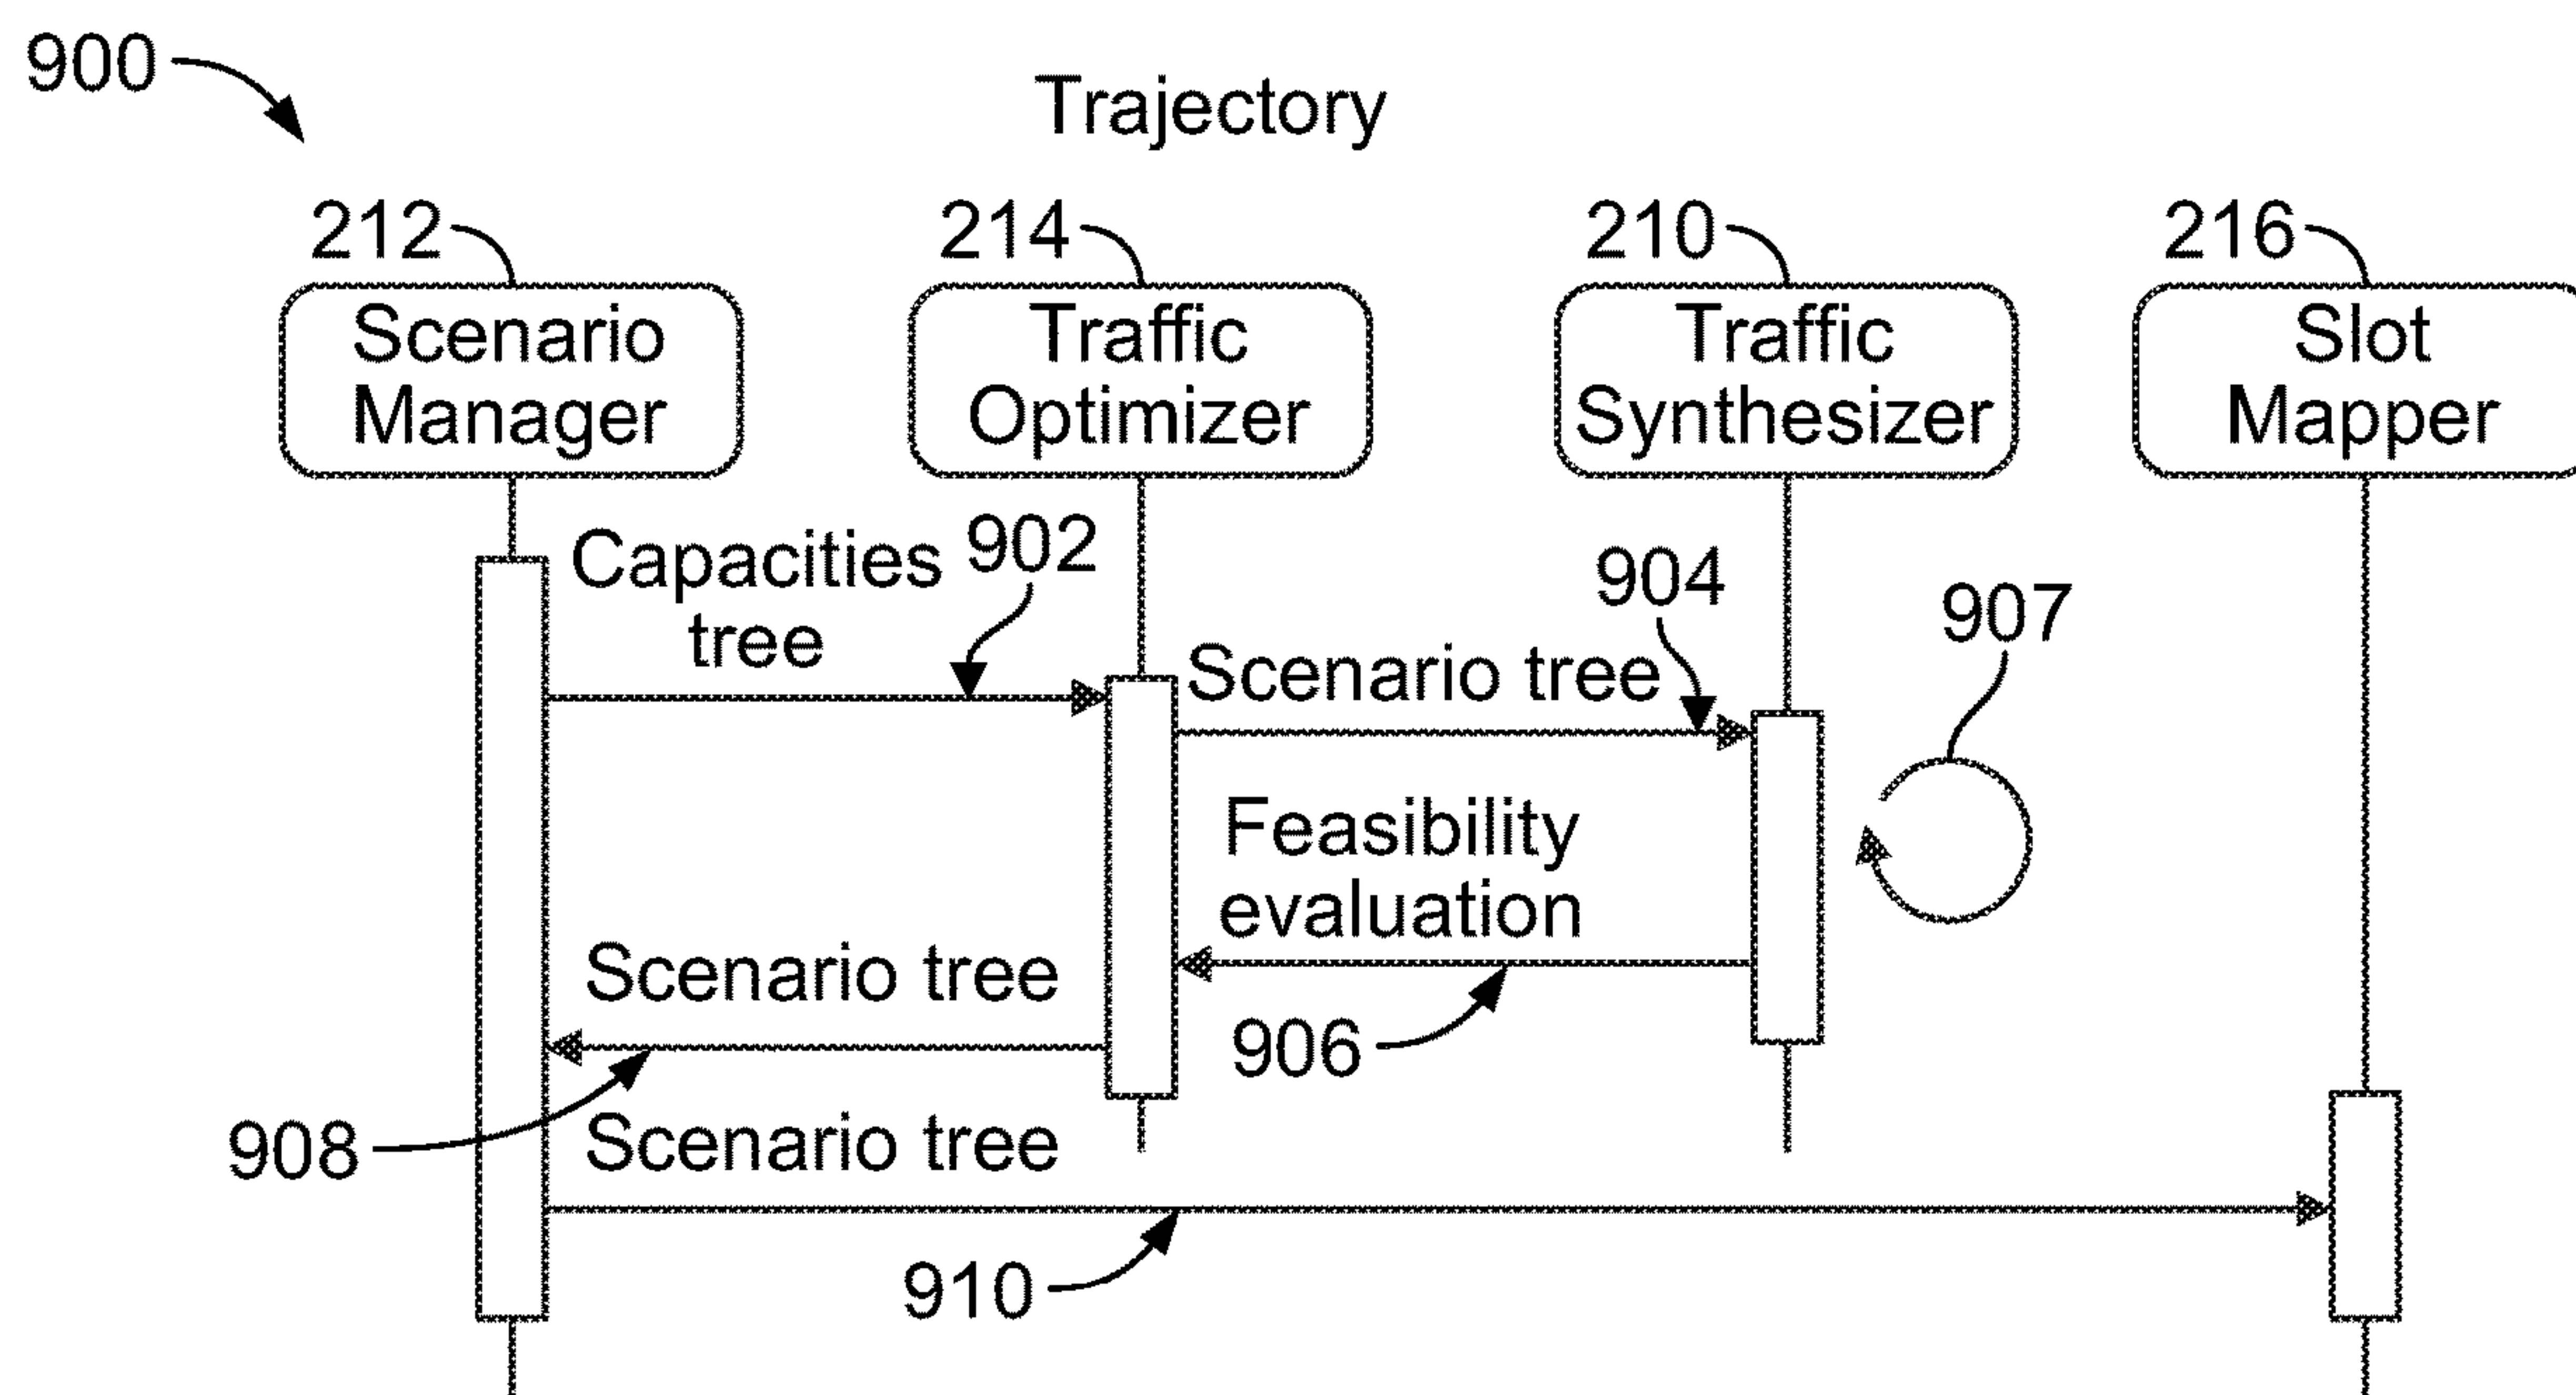 900
Trajectory
212
214
210
216
Scenario
Manager
Traffic
Optimizer
Traffic
Synthesizer
Slot
Mapper
Capacities
tree
902
904
907
Scenario tree
Feasibility
evaluation
906
Scenario tree
908
Scenario tree
910